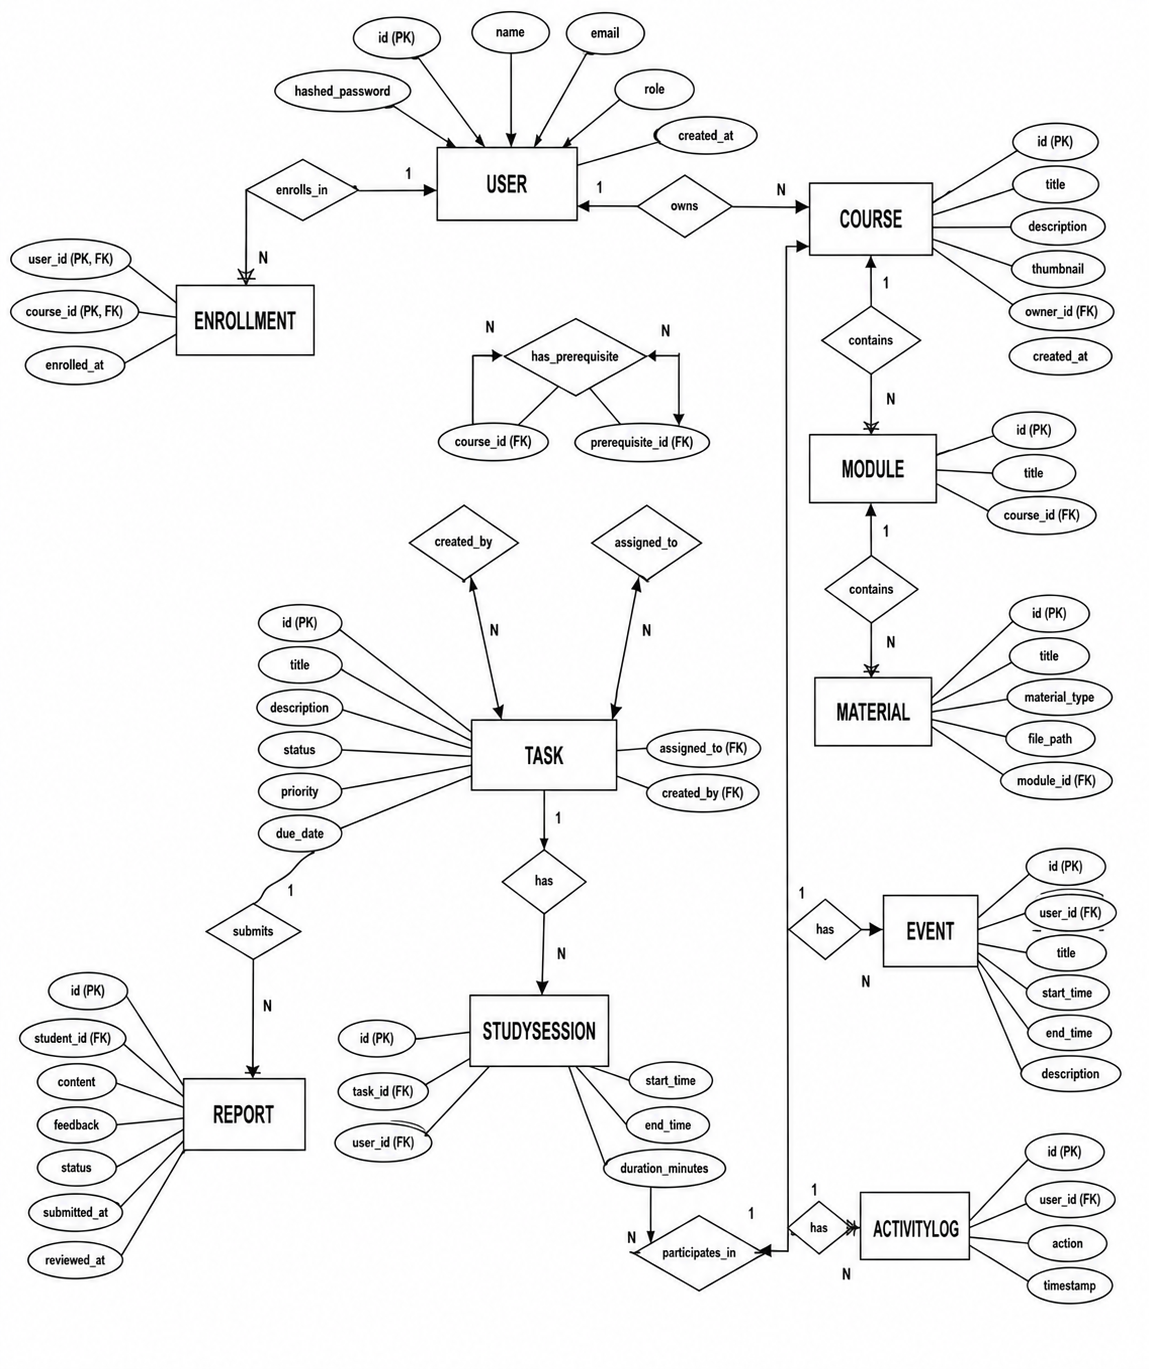 id (PK)
name
email
hashed_password
role
created_at
USER
enrolls_in
1
N
user_id (PK, FK)
course_id (PK, FK)
enrolled_at
ENROLLMENT
1
owns
N
COURSE
id (PK)
title
description
thumbnail
owner_id (FK)
created_at
1
contains
N
N
has_prerequisite
N
course_id (FK)
prerequisite_id (FK)
MODULE
id (PK)
title
course_id (FK)
1
contains
N
MATERIAL
id (PK)
title
material_type
file_path
module_id (FK)
created_by
N
assigned_to
N
id (PK)
title
description
status
priority
due_date
TASK
assigned_to (FK)
created_by (FK)
1
has
N
1
submits
N
REPORT
id (PK)
student_id (FK)
content
feedback
status
submitted_at
reviewed_at
STUDYSESSION
id (PK)
task_id (FK)
user_id (FK)
start_time
end_time
duration_minutes
N
participates_in
1
1
has
N
EVENT
id (PK)
user_id (FK)
title
start_time
end_time
description
1
has
N
ACTIVITYLOG
id (PK)
user_id (FK)
action
timestamp